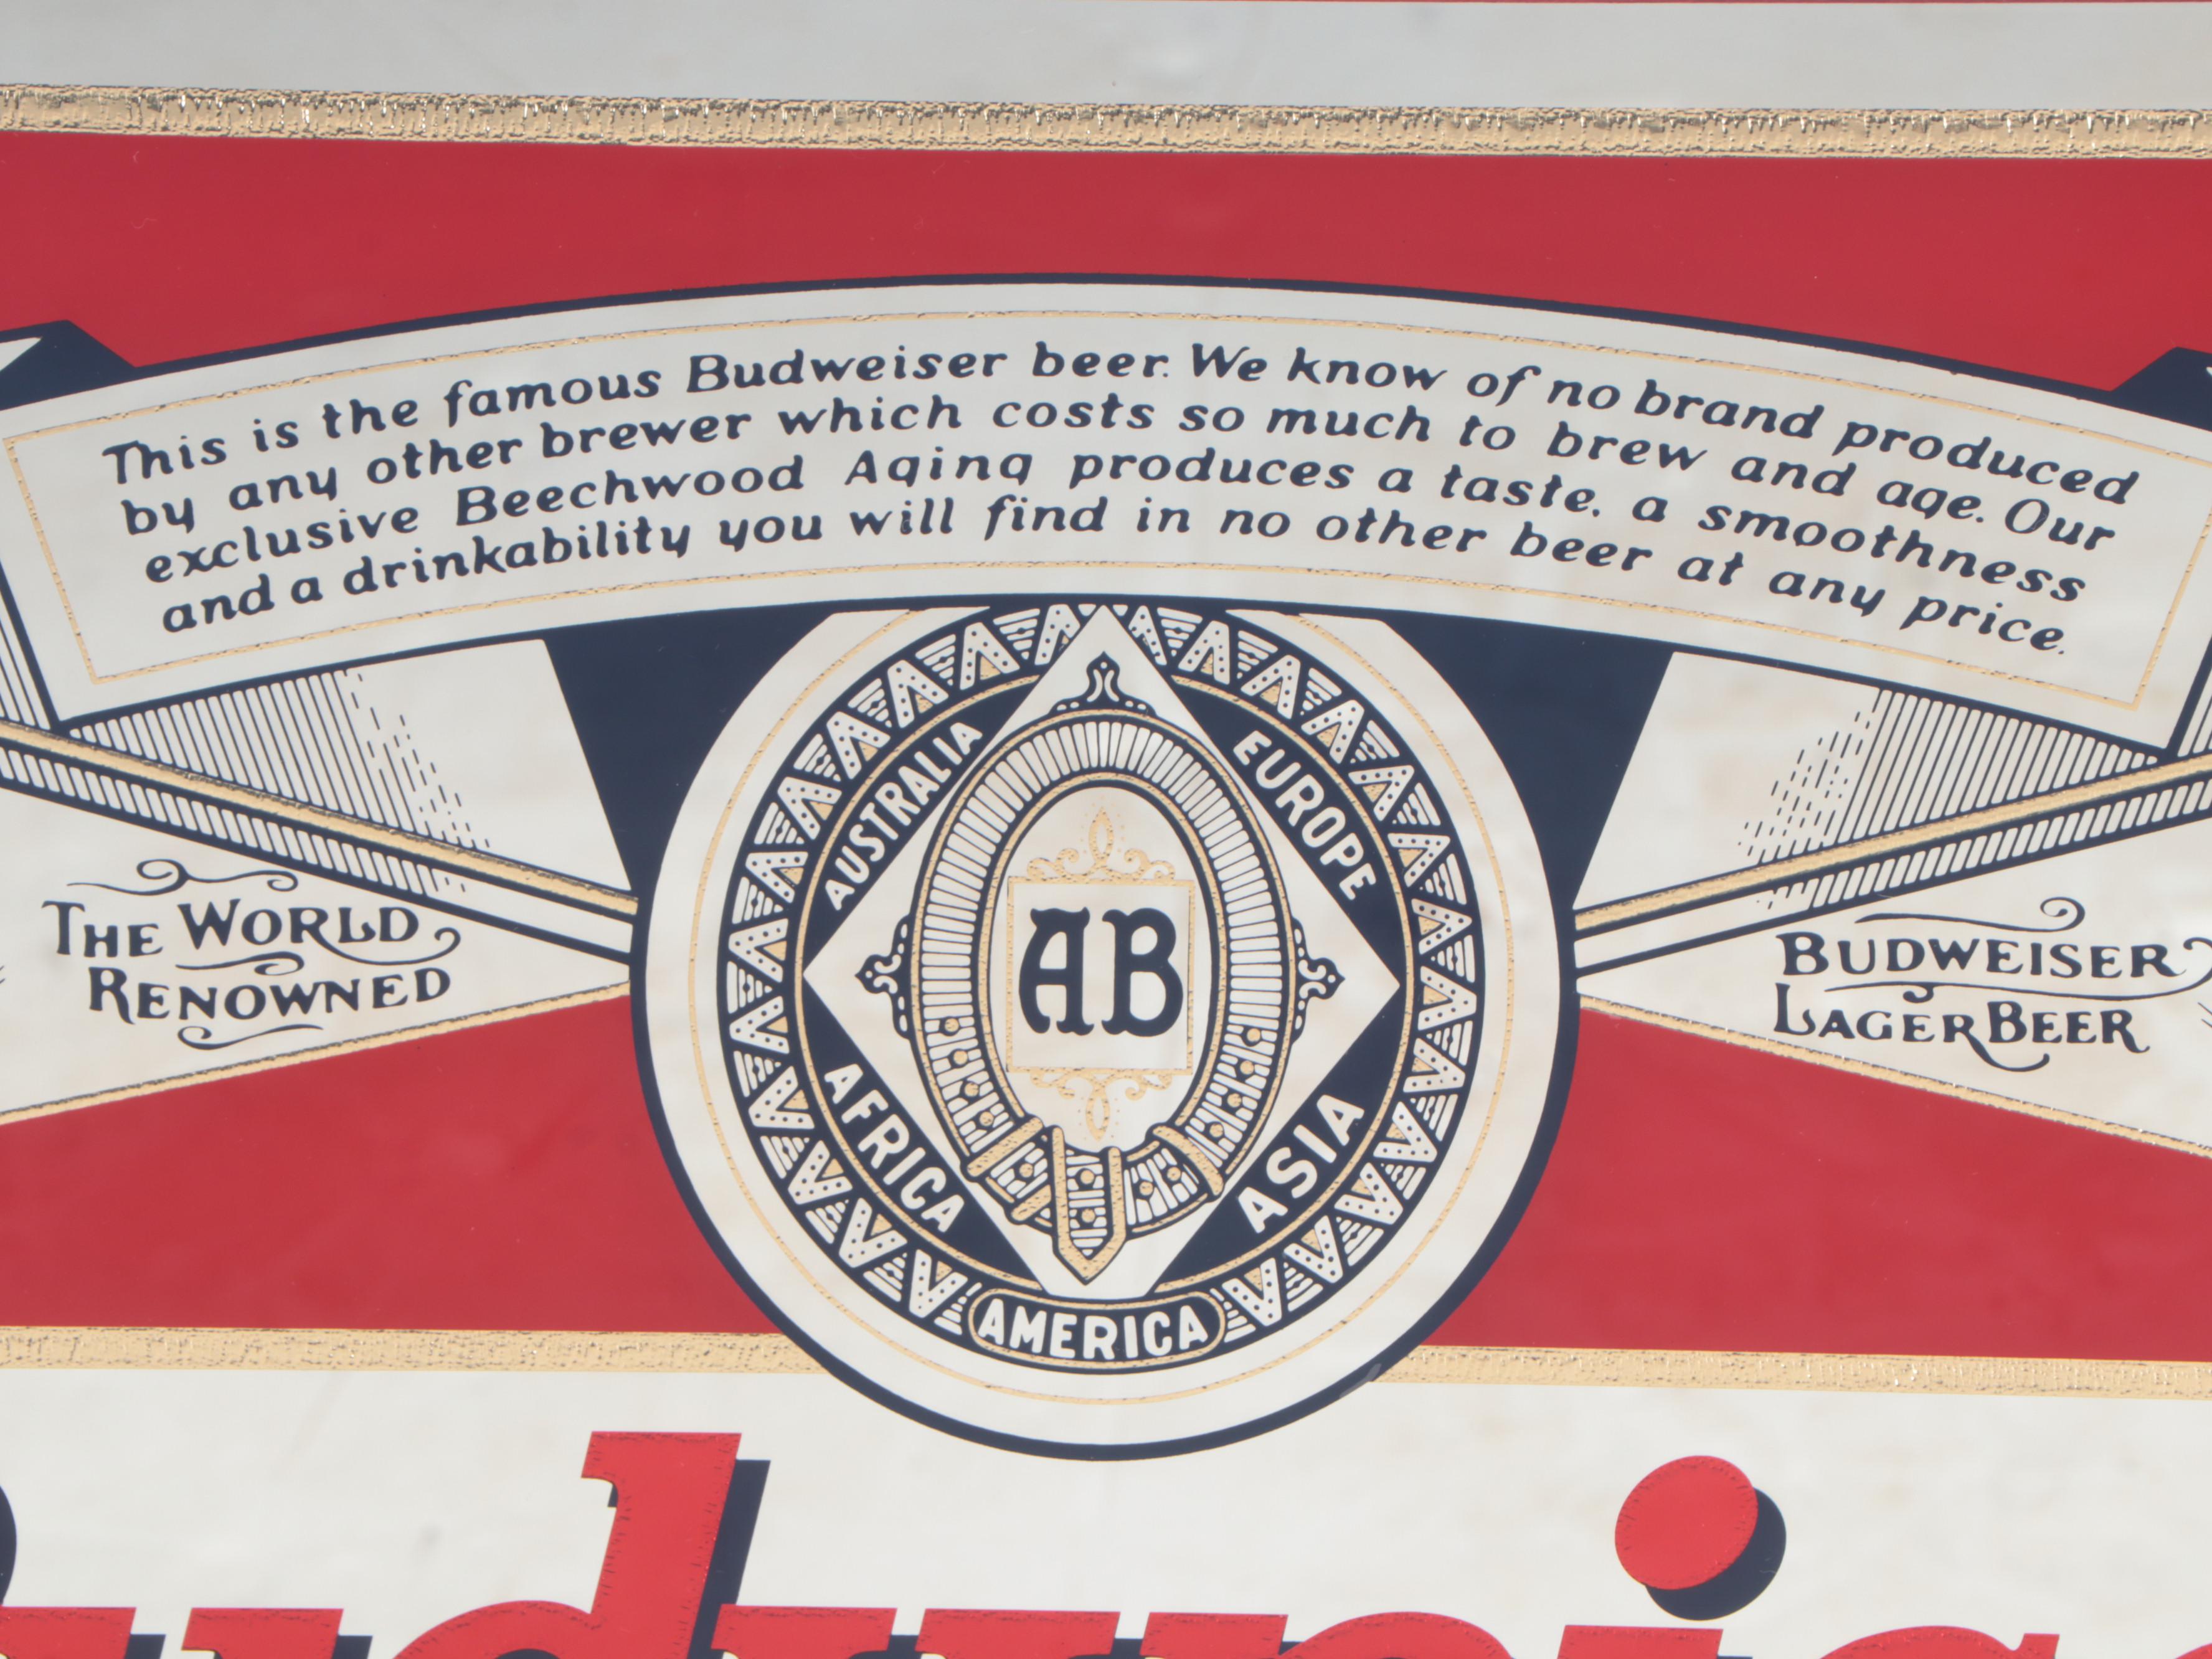 This is the famous Budweiser beer. We know of no brand produced
by any other brewer which costs so much to brew and age. Our
exclusive Beechwood Aging produces a taste, a smoothness
and a drinkability you will find in no other beer at any price.
AUSTRALIA
EUROPE
THE WORLD
RENOWNED
AB
BUDWEISER
LAGER BEER
AFRICA
ASIA
AMERICA